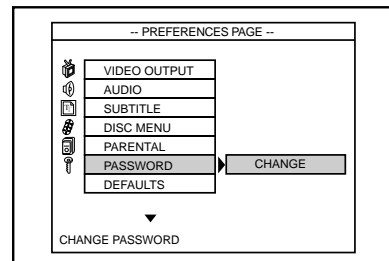 -- PREFERENCES PAGE --
VIDEO OUTPUT
AUDIO
SUBTITLE
DISC MENU
PARENTAL
PASSWORD CHANGE
DEFAULTS
CHANGE PASSWORD